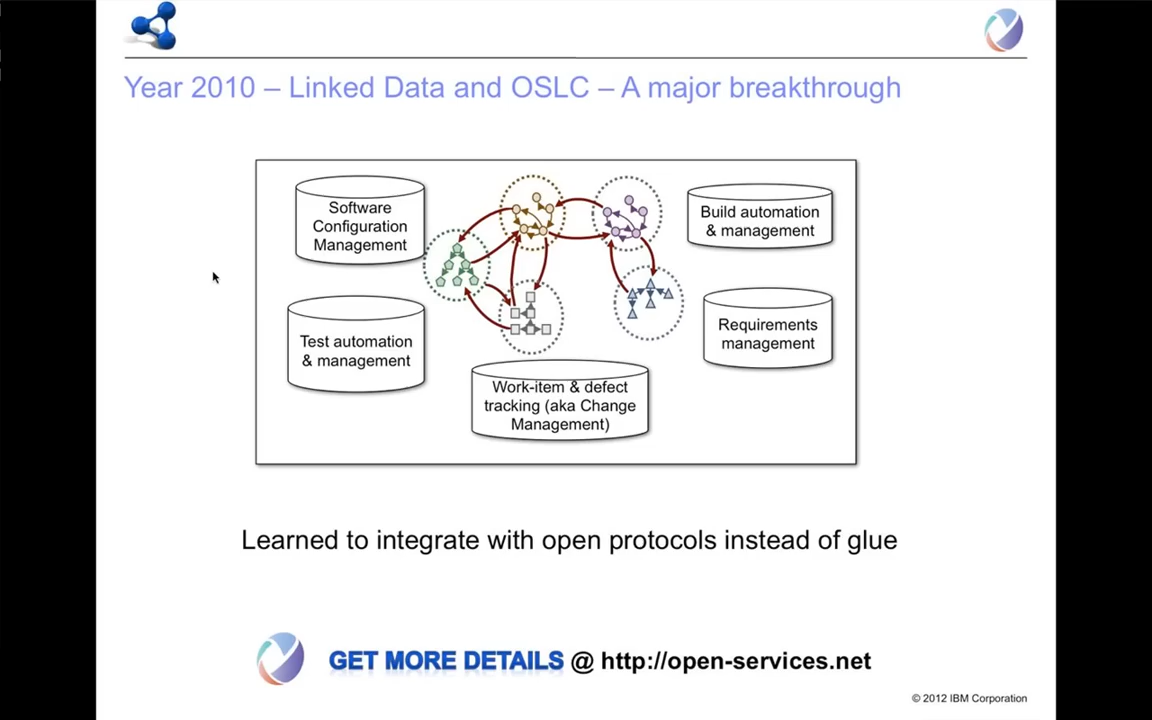 Year 2010 – Linked Data and OSLC – A major breakthrough
Software
Configuration
Management
Build automation
& management
Test automation
& management
Requirements
management
Work-item & defect
tracking (aka Change
Management)
Learned to integrate with open protocols instead of glue
GET MORE DETAILS @ http://open-services.net
© 2012 IBM Corporation